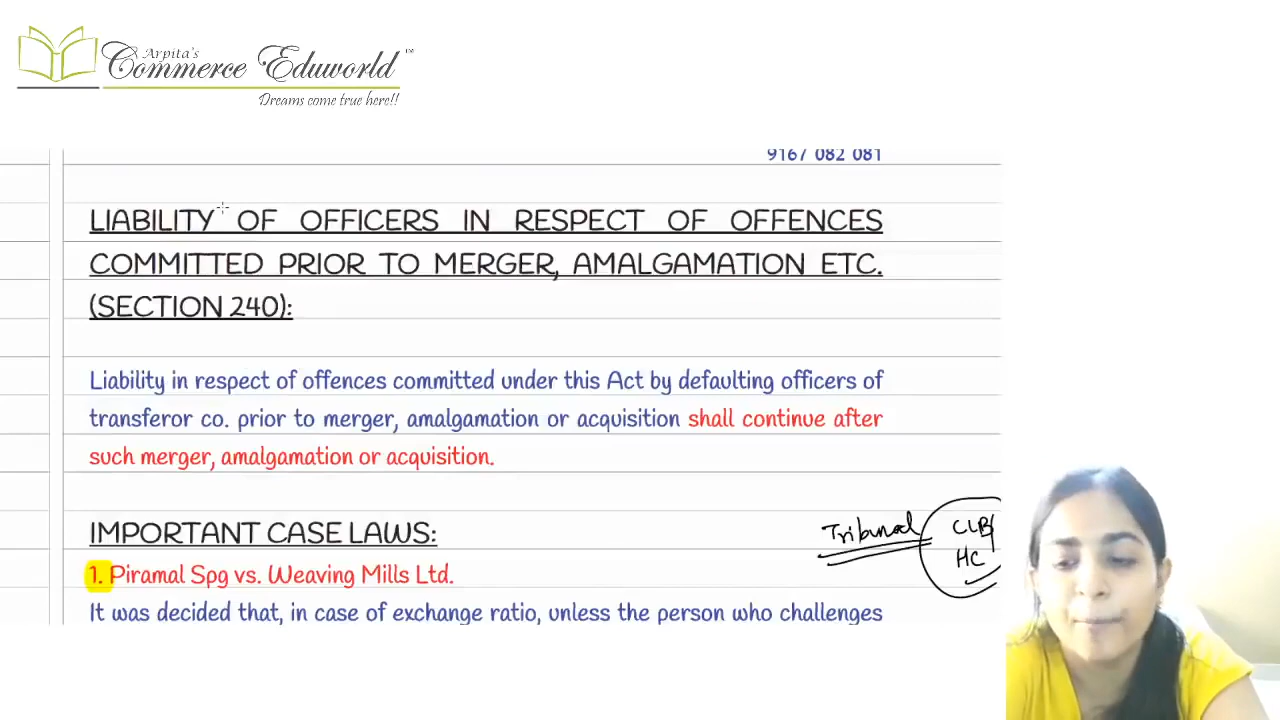 Arpita's
Commerce Eduworld™
Dreams come true here!!
9167 082 081
LIABILITY OF OFFICERS IN RESPECT OF OFFENCES
COMMITTED PRIOR TO MERGER, AMALGAMATION ETC.
(SECTION 240):
Liability in respect of offences committed under this Act by defaulting officers of
transferor co. prior to merger, amalgamation or acquisition shall continue after
such merger, amalgamation or acquisition.
IMPORTANT CASE LAWS:
Tribunal CLB/
HC
1. Piramal Spg vs. Weaving Mills Ltd.
It was decided that, in case of exchange ratio, unless the person who challenges